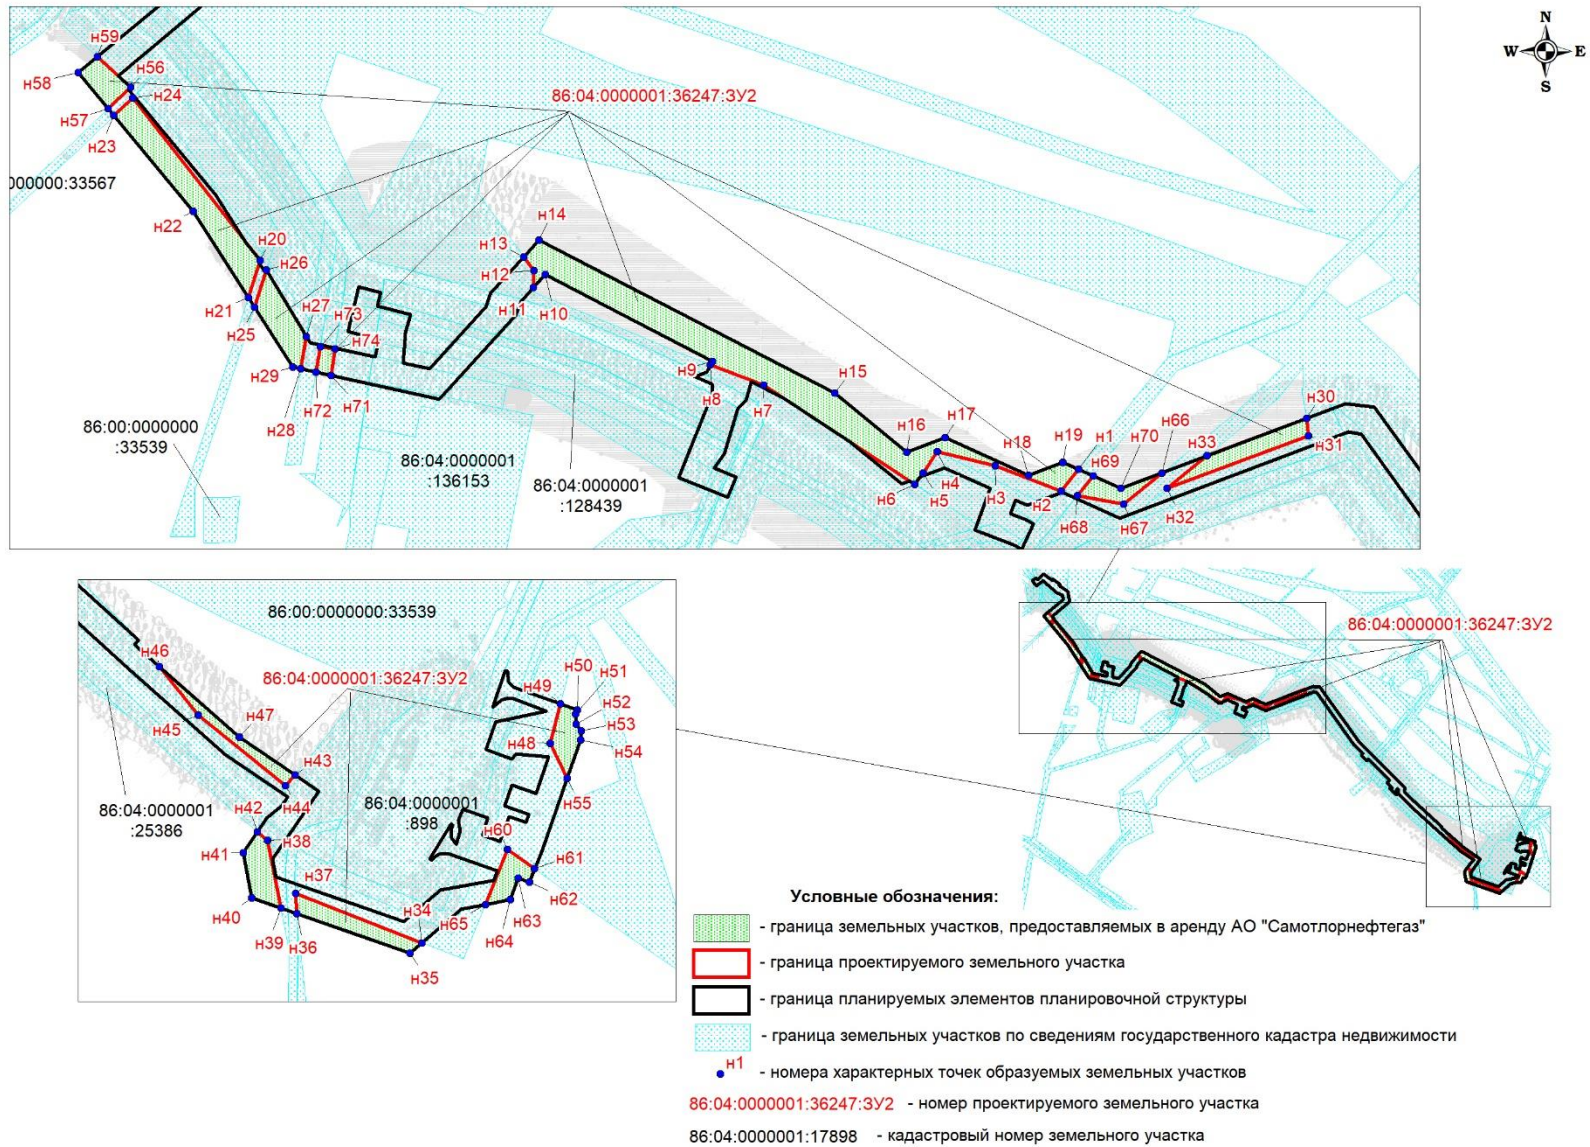 N
W
E
S
н59
н58
н56
н24
н57
н23
86:04:0000001:36247:ЗУ2
000000:33567
н22
н20
н26
н21
н25
н27
н73
н74
н29
н28
н72
н71
н14
н13
н12
н11
н10
н9
н8
н7
н15
н16
н17
н18
н19
н1
н69
н70
н66
н33
н30
н31
н6
н5
н4
н3
н2
н68
н67
н32
86:00:0000000
:33539
86:04:0000001
:136153
86:04:0000001
:128439
86:00:0000000:33539
н46
86:04:0000001:36247:ЗУ2
н45
н47
н43
н44
н42
н38
н41
н37
н40
н39
н36
н34
н35
н49
н50
н51
н52
н53
н54
н48
н55
н60
н61
н62
н63
н64
н65
86:04:0000001
:25386
86:04:0000001
:898
86:04:0000001:36247:ЗУ2
Условные обозначения:
- граница земельных участков, предоставляемых в аренду АО "Самотлорнефтегаз"
- граница проектируемого земельного участка
- граница планируемых элементов планировочной структуры
- граница земельных участков по сведениям государственного кадастра недвижимости
н1 - номера характерных точек образуемых земельных участков
86:04:0000001:36247:ЗУ2 - номер проектируемого земельного участка
86:04:0000001:17898 - кадастровый номер земельного участка